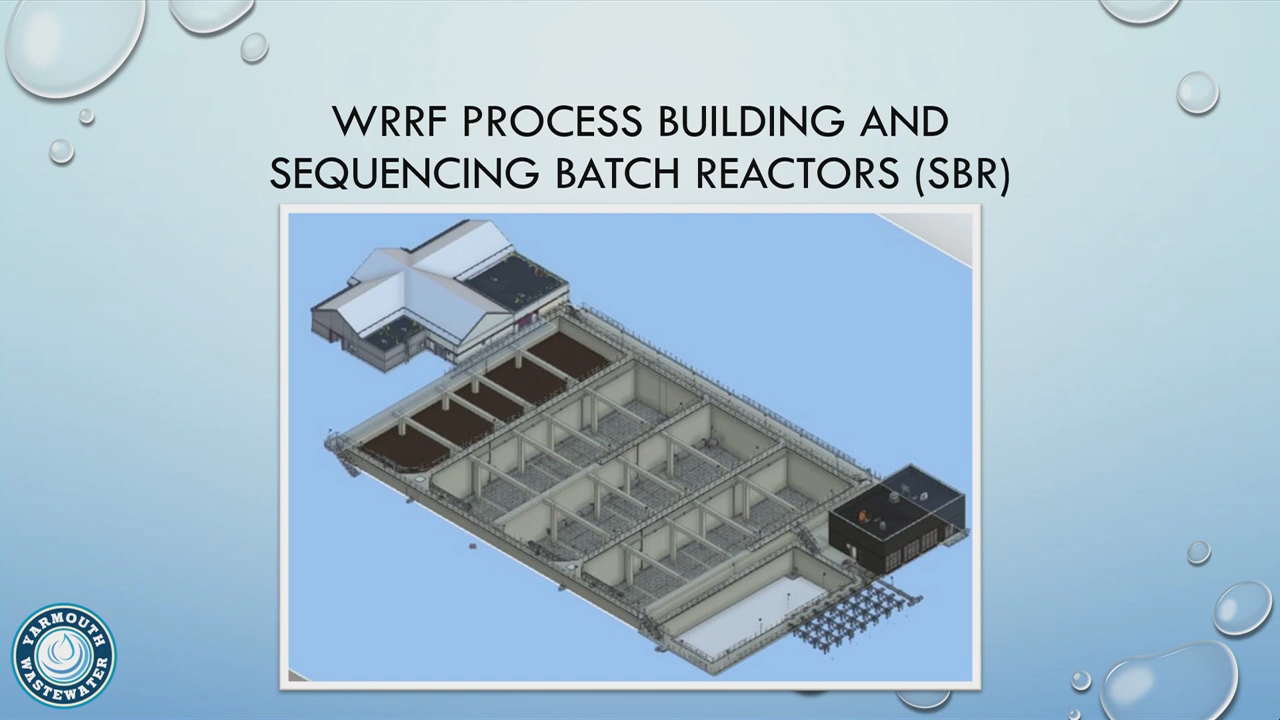 WRRF PROCESS BUILDING AND
SEQUENCING BATCH REACTORS (SBR)
YARMOUTH
WASTEWATER